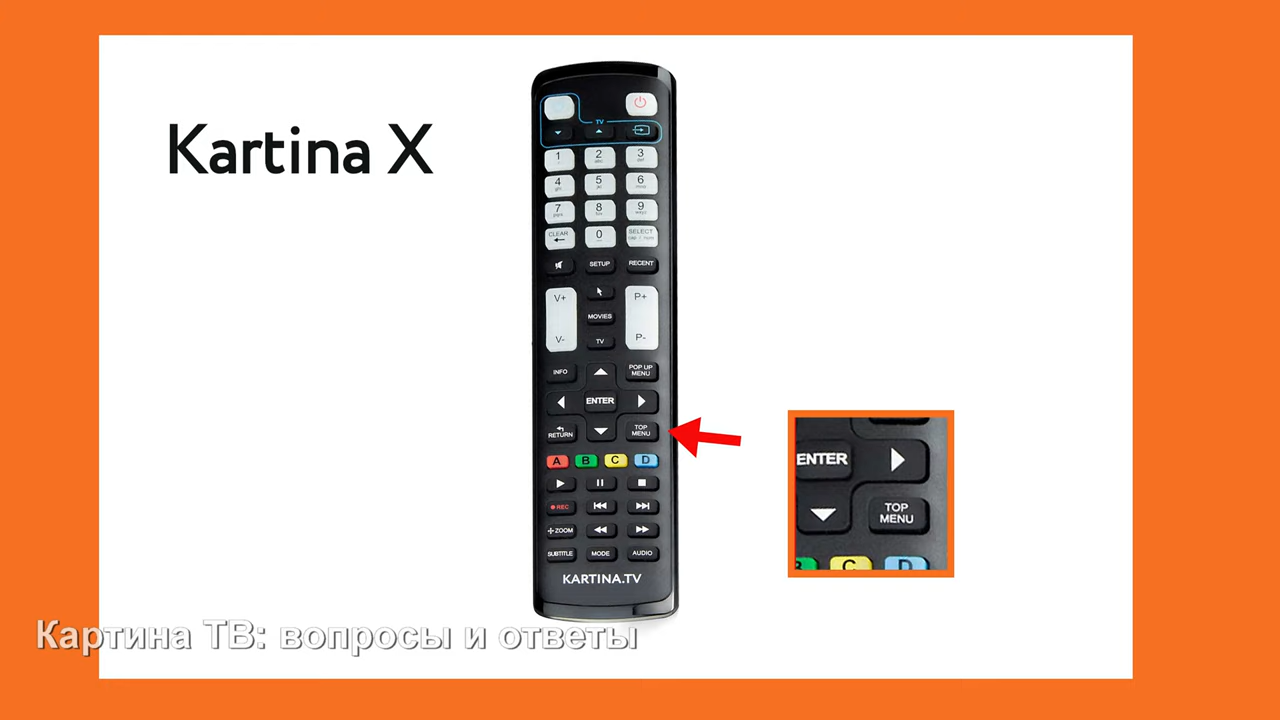 Kartina X
TV
1 2 abc 3 def
4 ghi 5 jkl 6 mno
7 pqrs 8 tuv 9 wxyz
CLEAR 0 SELECT
SETUP RECENT
V+ P+
MOVIES
V- P-
TV
INFO POP UP MENU
ENTER
RETURN TOP MENU
A B C D
REC
ZOOM
SUBTITLE MODE AUDIO
KARTINA.TV
ENTER
TOP
MENU
B C D
Картина ТВ: вопросы и ответы